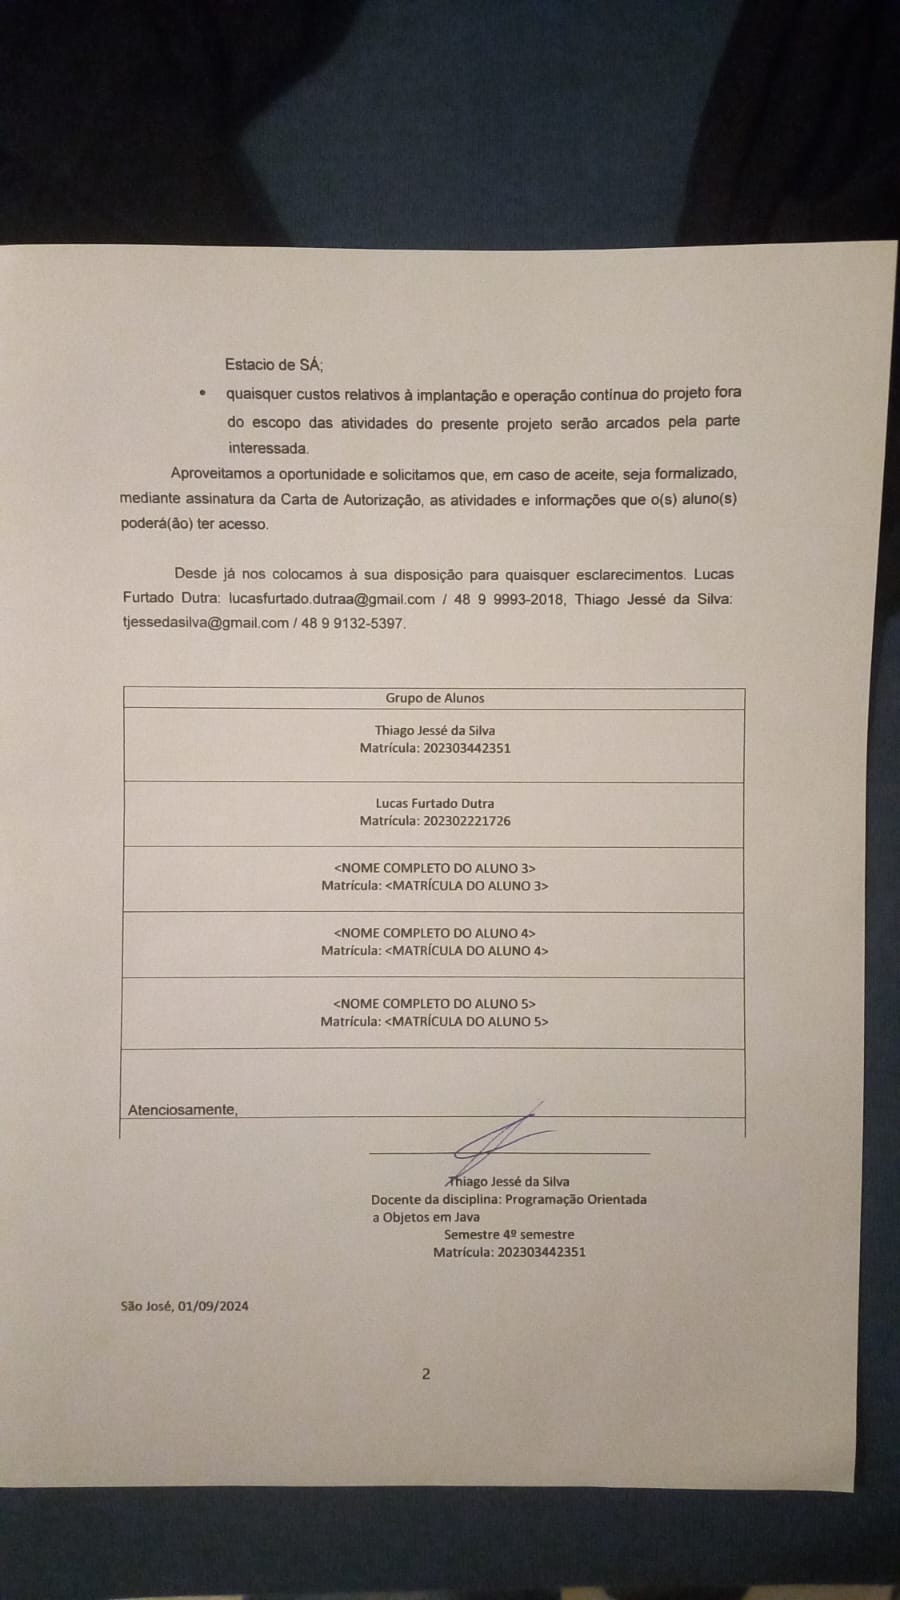 Estacio de SÁ;
• quaisquer custos relativos à implantação e operação contínua do projeto fora
do escopo das atividades do presente projeto serão arcados pela parte
interessada.
Aproveitamos a oportunidade e solicitamos que, em caso de aceite, seja formalizado,
mediante assinatura da Carta de Autorização, as atividades e informações que o(s) aluno(s)
poderá(ão) ter acesso.
Desde já nos colocamos à sua disposição para quaisquer esclarecimentos. Lucas
Furtado Dutra: lucasfurtado.dutraa@gmail.com / 48 9 9993-2018, Thiago Jessé da Silva:
tjessedasilva@gmail.com / 48 9 9132-5397.
Grupo de Alunos
Thiago Jessé da Silva
Matrícula: 202303442351
Lucas Furtado Dutra
Matrícula: 202302221726
<NOME COMPLETO DO ALUNO 3>
Matrícula: <MATRÍCULA DO ALUNO 3>
<NOME COMPLETO DO ALUNO 4>
Matrícula: <MATRÍCULA DO ALUNO 4>
<NOME COMPLETO DO ALUNO 5>
Matrícula: <MATRÍCULA DO ALUNO 5>
Atenciosamente,
Thiago Jessé da Silva
Docente da disciplina: Programação Orientada
a Objetos em Java
Semestre 4º semestre
Matrícula: 202303442351
São José, 01/09/2024
2